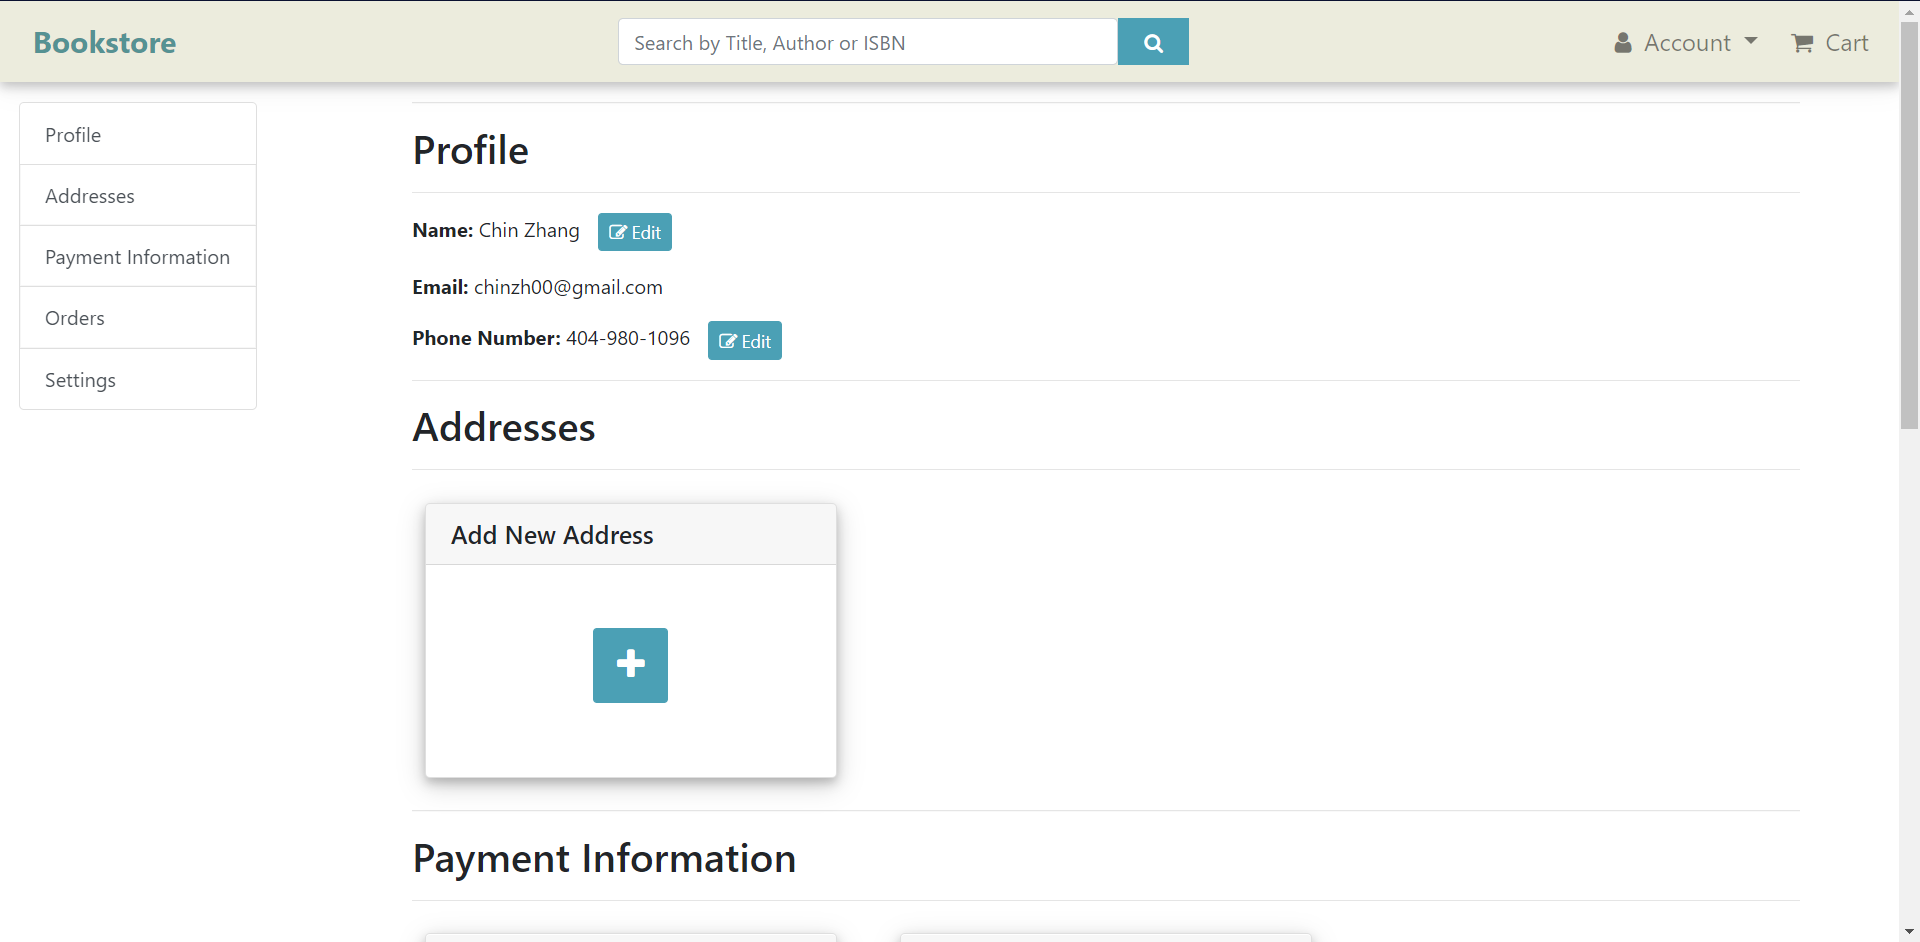 Bookstore
Search by Title, Author or ISBN
Account
Cart
Profile
Addresses
Payment Information
Orders
Settings
Profile
Name: Chin Zhang
Edit
Email: chinzh00@gmail.com
Phone Number: 404-980-1096
Edit
Addresses
Add New Address
Payment Information